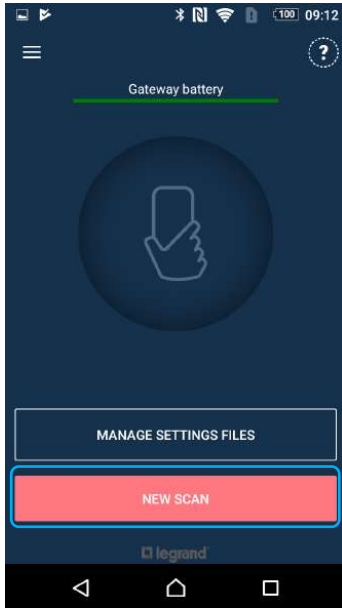 100 09:12
?
Gateway battery
MANAGE SETTINGS FILES
NEW SCAN
legrand